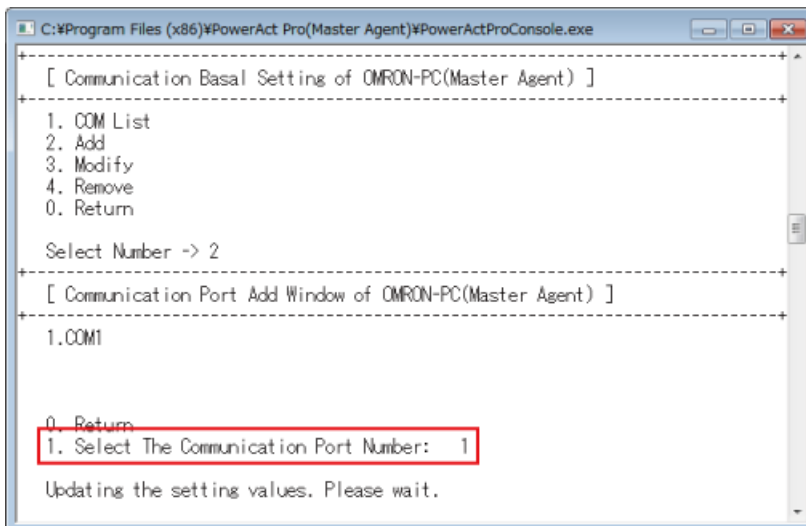 C:¥Program Files (x86)¥PowerAct Pro(Master Agent)¥PowerActProConsole.exe
+------------------------------------------------------------------------------+
[ Communication Basal Setting of OMRON-PC(Master Agent) ]
+------------------------------------------------------------------------------+
1. COM List
2. Add
3. Modify
4. Remove
0. Return
Select Number -> 2
+------------------------------------------------------------------------------+
[ Communication Port Add Window of OMRON-PC(Master Agent) ]
+------------------------------------------------------------------------------+
1.COM1
0. Return
1. Select The Communication Port Number: 1
Updating the setting values. Please wait.